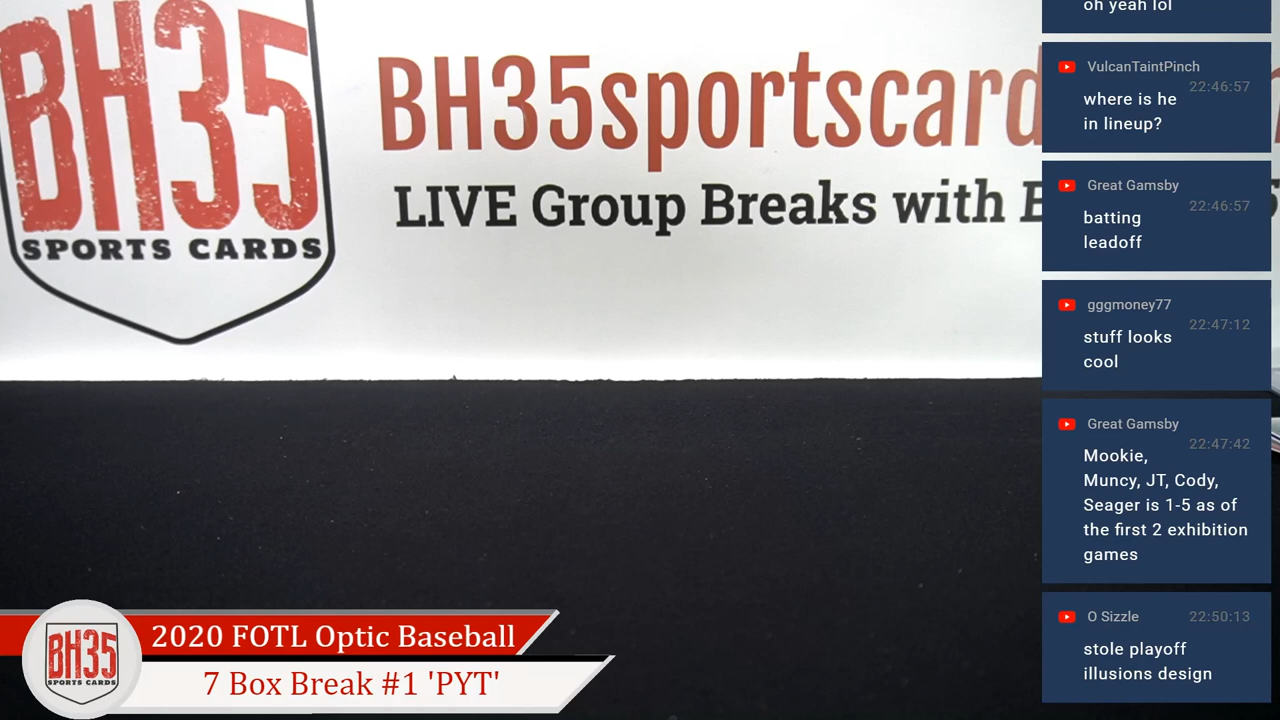 BH35
SPORTS CARDS
BH35sportscard
LIVE Group Breaks with
oh yeah lol
VulcanTaintPinch
22:46:57
where is he
in lineup?
Great Gamsby
22:46:57
batting
leadoff
gggmoney77
22:47:12
stuff looks
cool
Great Gamsby
22:47:42
Mookie,
Muncy, JT, Cody,
Seager is 1-5 as of
the first 2 exhibition
games
O Sizzle
22:50:13
stole playoff
illusions design
BH35
SPORTS CARDS
2020 FOTL Optic Baseball
7 Box Break #1 'PYT'